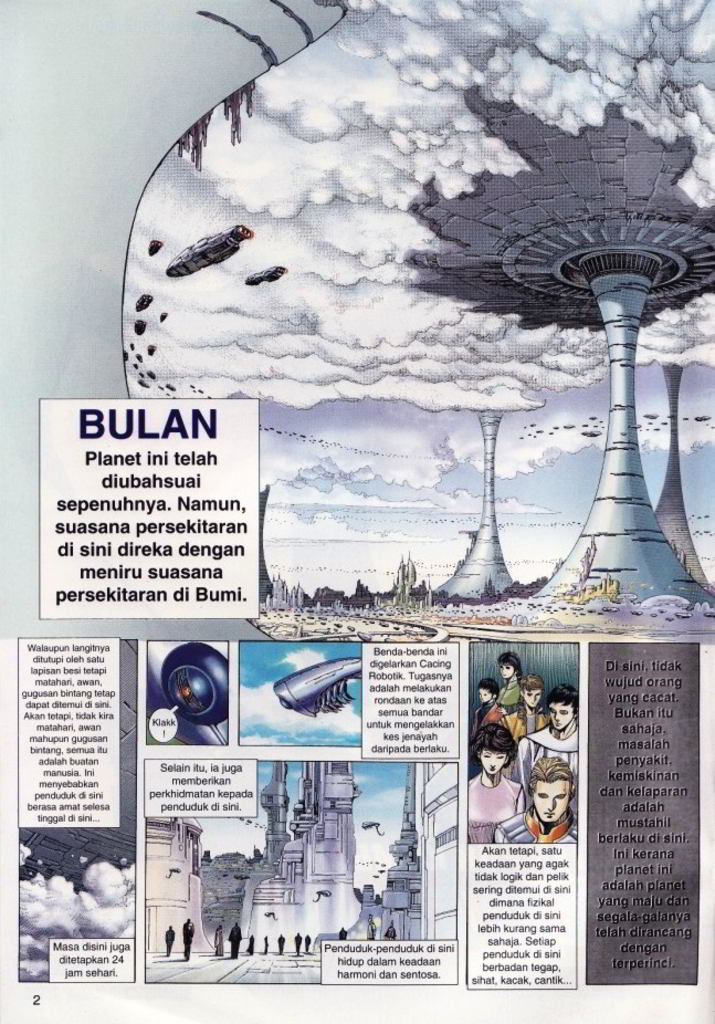 BULAN
Planet ini telah
diubahsuai
sepenuhnya. Namun,
suasana persekitaran
di sini direka dengan
meniru suasana
persekitaran di Bumi.
Walaupun langitnya
ditutupi oleh satu
lapisan besi tetapi
matahari, awan,
gugusan bintang tetap
dapat ditemui di sini.
Akan tetapi, tidak kira
matahari, awan
mahupun gugusan
bintang, semua itu
adalah buatan
manusia. Ini
menyebabkan
penduduk di sini
berasa amat selesa
tinggal di sini...
Masa disini juga
ditetapkan 24
jam sehari.
Klakk
!
Benda-benda ini
digelarkan Cacing
Robotik. Tugasnya
adalah melakukan
rondaan ke atas
semua bandar
untuk mengelakkan
kes jenayah
daripada berlaku.
Selain itu, ia juga
memberikan
perkhidmatan kepada
penduduk di sini.
Penduduk-penduduk di sini
hidup dalam keadaan
harmoni dan sentosa.
Akan tetapi, satu
keadaan yang agak
tidak logik dan pelik
sering ditemui di sini
dimana fizikal
penduduk di sini
lebih kurang sama
sahaja. Setiap
penduduk di sini
berbadan tegap,
sihat, kacak, cantik...
Di sini, tidak
wujud orang
yang cacat.
Bukan itu
sahaja,
masalah
penyakit,
kemiskinan
dan kelaparan
adalah
mustahil
berlaku di sini.
Ini kerana
planet ini
adalah planet
yang maju dan
segala-galanya
telah dirancang
dengan
terperinci.
2